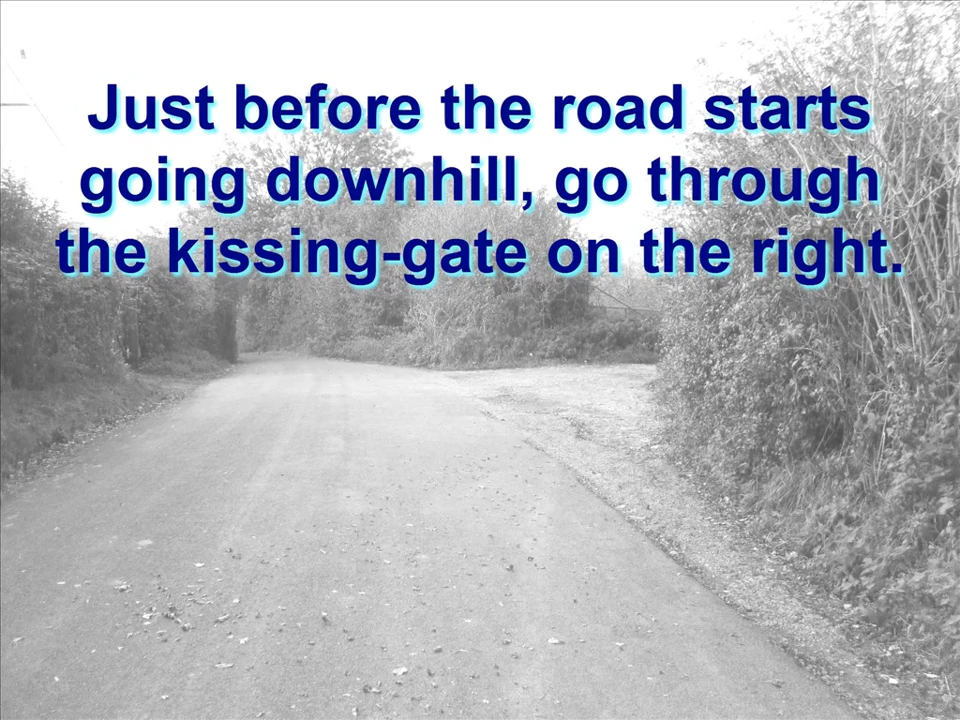 Just before the road starts
going downhill, go through
the kissing-gate on the right.